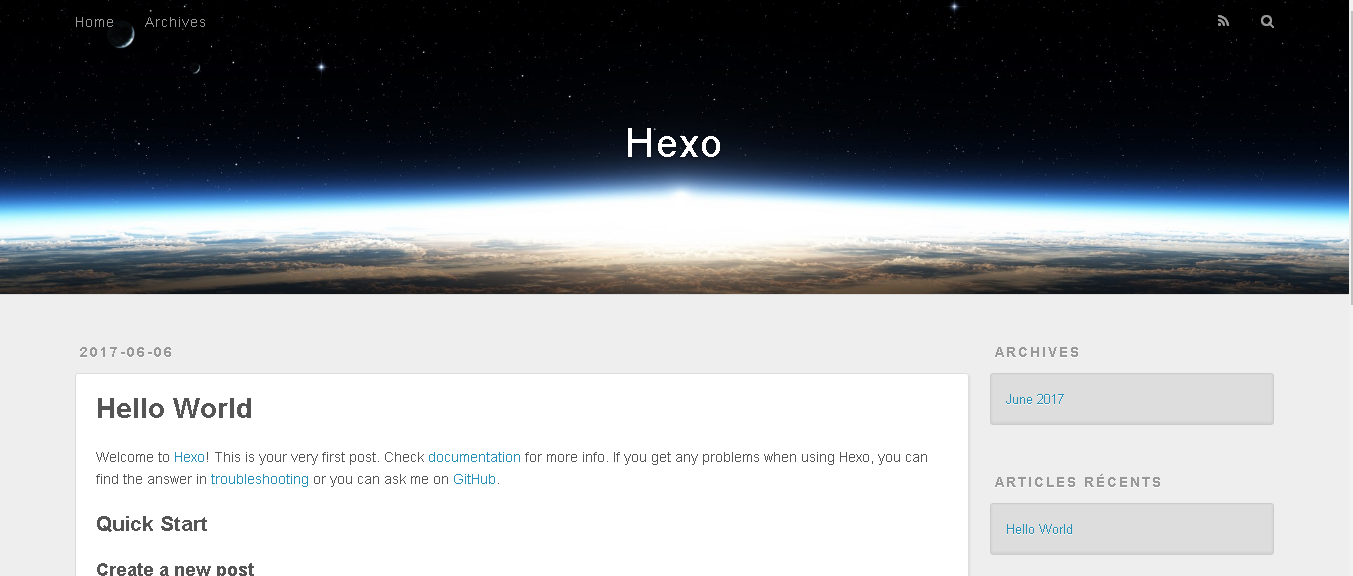 Home Archives
Hexo
2017-06-06
Hello World
Welcome to Hexo! This is your very first post. Check documentation for more info. If you get any problems when using Hexo, you can
find the answer in troubleshooting or you can ask me on GitHub.
Quick Start
Create a new post
ARCHIVES
June 2017
ARTICLES RÉCENTS
Hello World